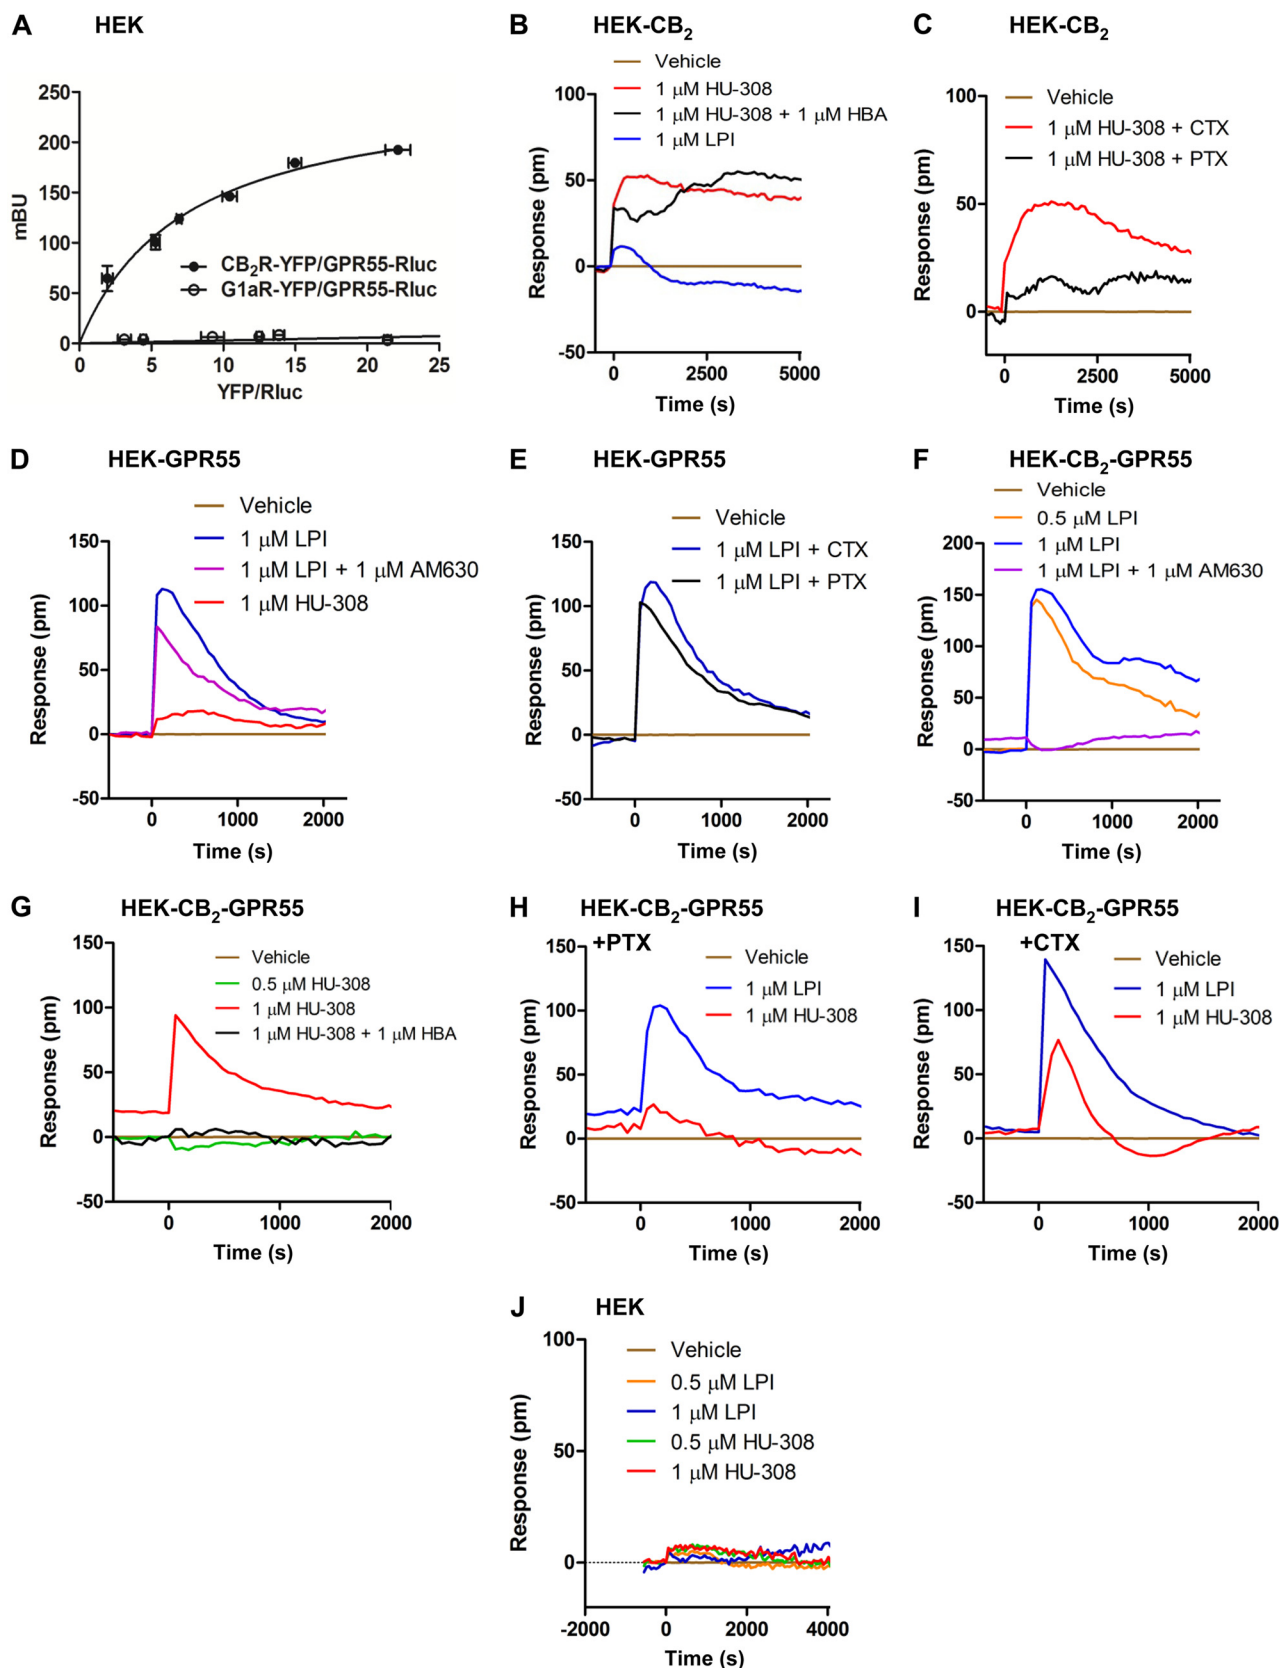 A HEK
250
200
150
100
50
0
mBU
CB₂R-YFP/GPR55-Rluc
G1aR-YFP/GPR55-Rluc
0 5 10 15 20 25
YFP/Rluc
B HEK-CB₂
Vehicle
1 μM HU-308
1 μM HU-308 + 1 μM HBA
1 μM LPI
100
50
0
-50
Response (pm)
0 2500 5000
Time (s)
C HEK-CB₂
Vehicle
1 μM HU-308 + CTX
1 μM HU-308 + PTX
100
50
0
Response (pm)
0 2500 5000
Time (s)
D HEK-GPR55
Vehicle
1 μM LPI
1 μM LPI + 1 μM AM630
1 μM HU-308
150
100
50
0
-50
Response (pm)
0 1000 2000
Time (s)
E HEK-GPR55
Vehicle
1 μM LPI + CTX
1 μM LPI + PTX
150
100
50
0
-50
Response (pm)
0 1000 2000
Time (s)
F HEK-CB₂-GPR55
Vehicle
0.5 μM LPI
1 μM LPI
1 μM LPI + 1 μM AM630
200
150
100
50
0
-50
Response (pm)
0 1000 2000
Time (s)
G HEK-CB₂-GPR55
Vehicle
0.5 μM HU-308
1 μM HU-308
1 μM HU-308 + 1 μM HBA
150
100
50
0
-50
Response (pm)
0 1000 2000
Time (s)
H HEK-CB₂-GPR55
+PTX
Vehicle
1 μM LPI
1 μM HU-308
150
100
50
0
-50
Response (pm)
0 1000 2000
Time (s)
I HEK-CB₂-GPR55
+CTX
Vehicle
1 μM LPI
1 μM HU-308
150
100
50
0
-50
Response (pm)
0 1000 2000
Time (s)
J HEK
Vehicle
0.5 μM LPI
1 μM LPI
0.5 μM HU-308
1 μM HU-308
100
50
0
Response (pm)
-2000 0 2000 4000
Time (s)